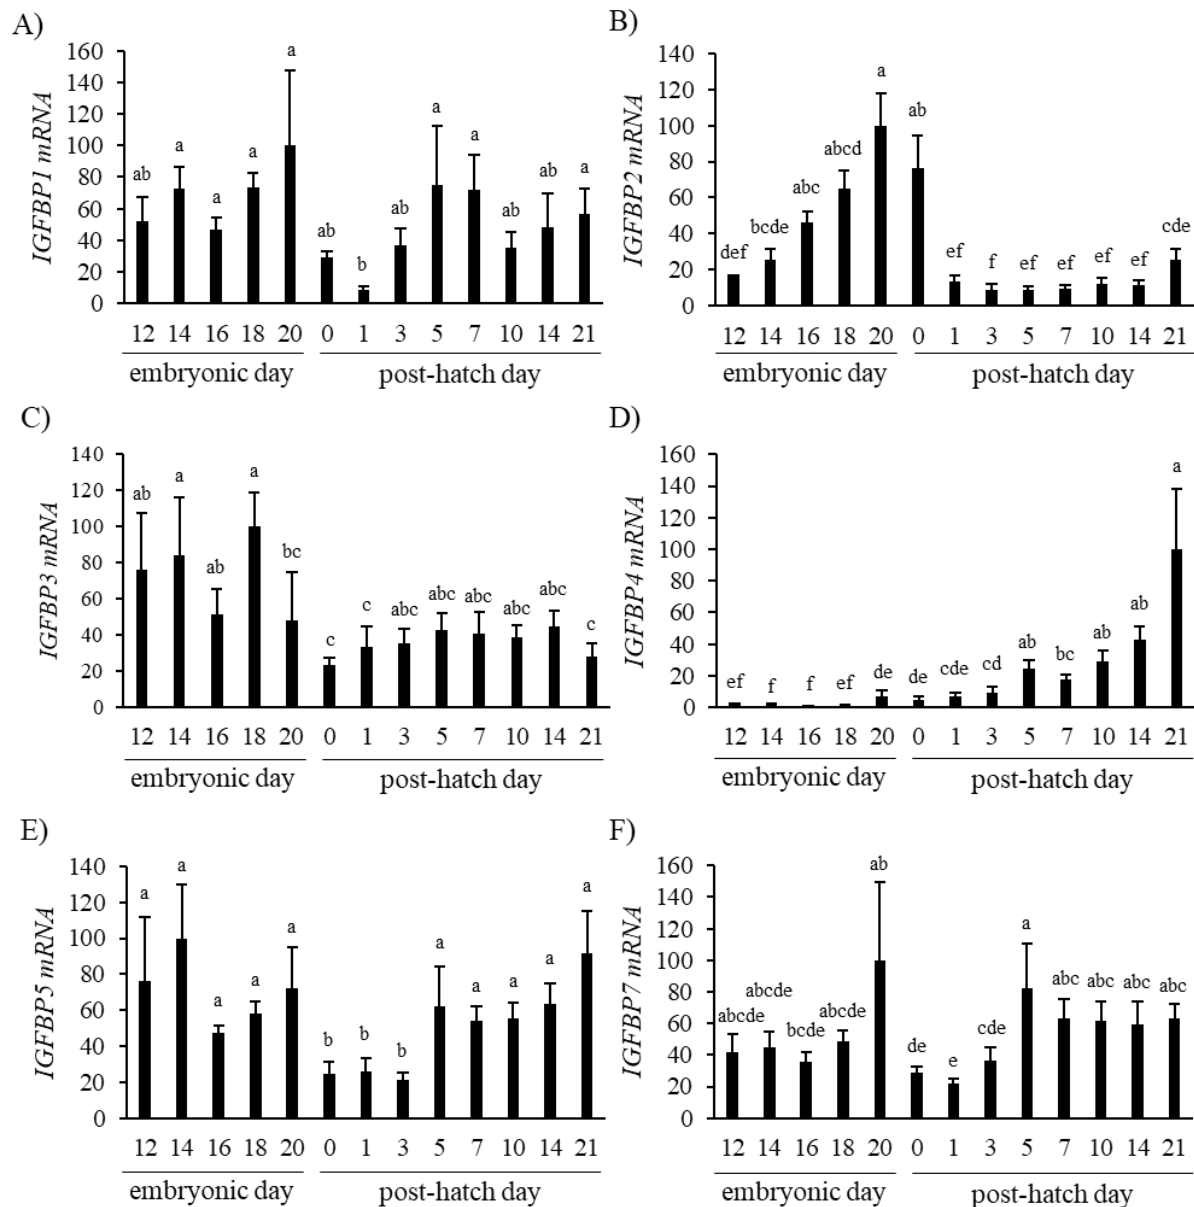 A)
IGFBP1 mRNA
160
140
120
100
80
60
40
20
0
ab
a
a
a
a
b
ab
a
a
ab
ab
a
12 14 16 18 20 0 1 3 5 7 10 14 21
embryonic day post-hatch day
B)
IGFBP2 mRNA
140
120
100
80
60
40
20
0
def
bcde
abc
abcd
a
ab
ef
f
ef
ef
ef
ef
cde
12 14 16 18 20 0 1 3 5 7 10 14 21
embryonic day post-hatch day
C)
IGFBP3 mRNA
140
120
100
80
60
40
20
0
ab
a
ab
a
bc
c
c
abc
abc
abc
abc
abc
c
12 14 16 18 20 0 1 3 5 7 10 14 21
embryonic day post-hatch day
D)
IGFBP4 mRNA
160
140
120
100
80
60
40
20
0
ef
f
f
ef
de
de
cde
cd
ab
bc
ab
ab
a
12 14 16 18 20 0 1 3 5 7 10 14 21
embryonic day post-hatch day
E)
IGFBP5 mRNA
140
120
100
80
60
40
20
0
a
a
a
a
a
b
b
b
a
a
a
a
a
12 14 16 18 20 0 1 3 5 7 10 14 21
embryonic day post-hatch day
F)
IGFBP7 mRNA
160
140
120
100
80
60
40
20
0
abcde
abcde
bcde
abcde
ab
de
e
cde
a
abc
abc
abc
abc
12 14 16 18 20 0 1 3 5 7 10 14 21
embryonic day post-hatch day